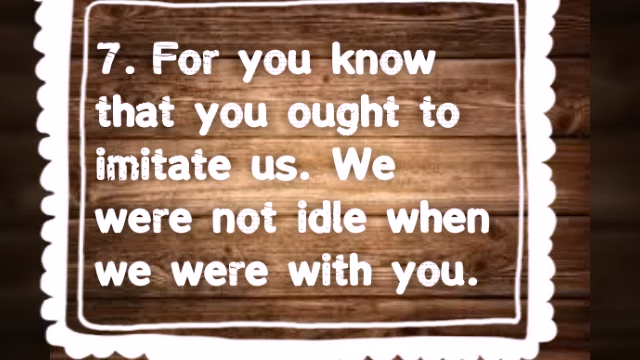 7. For you know
that you ought to
imitate us. We
were not idle when
we were with you.